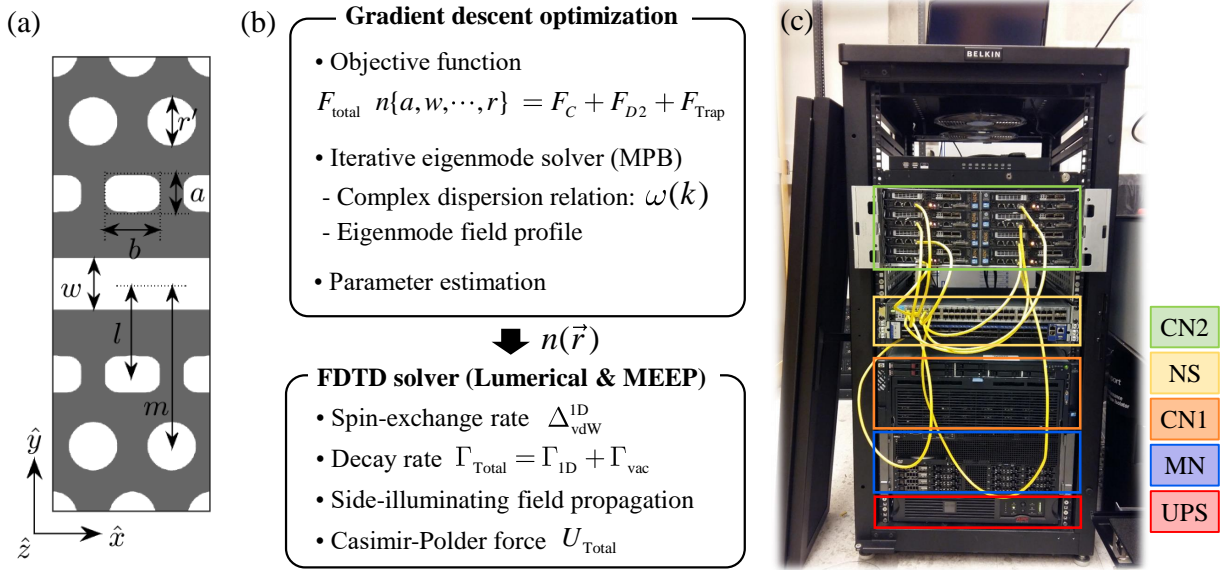 (a)
r'
a
b
w
l
m
ŷ
ẑ
x̂
(b)
Gradient descent optimization
• Objective function
F_total n{a, w, ⋯, r} = F_C + F_D2 + F_Trap
• Iterative eigenmode solver (MPB)
- Complex dispersion relation: ω(k)
- Eigenmode field profile
• Parameter estimation
n(r⃗)
FDTD solver (Lumerical & MEEP)
• Spin-exchange rate Δ_vdW^1D
• Decay rate Γ_Total = Γ_1D + Γ_vac
• Side-illuminating field propagation
• Casimir-Polder force U_Total
(c)
BELKIN
CN2
NS
CN1
MN
UPS